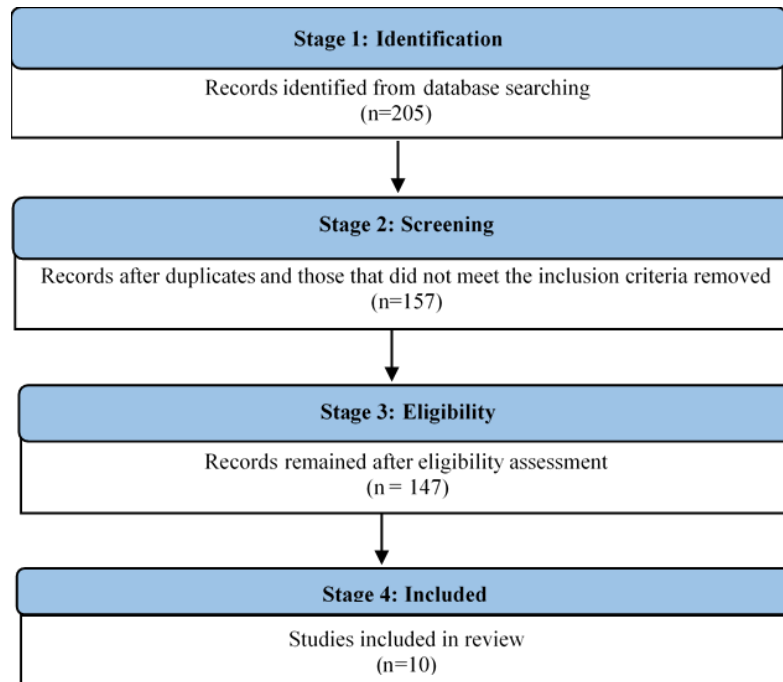 Stage 1: Identification
Records identified from database searching
(n=205)
Stage 2: Screening
Records after duplicates and those that did not meet the inclusion criteria removed
(n=157)
Stage 3: Eligibility
Records remained after eligibility assessment
(n = 147)
Stage 4: Included
Studies included in review
(n=10)